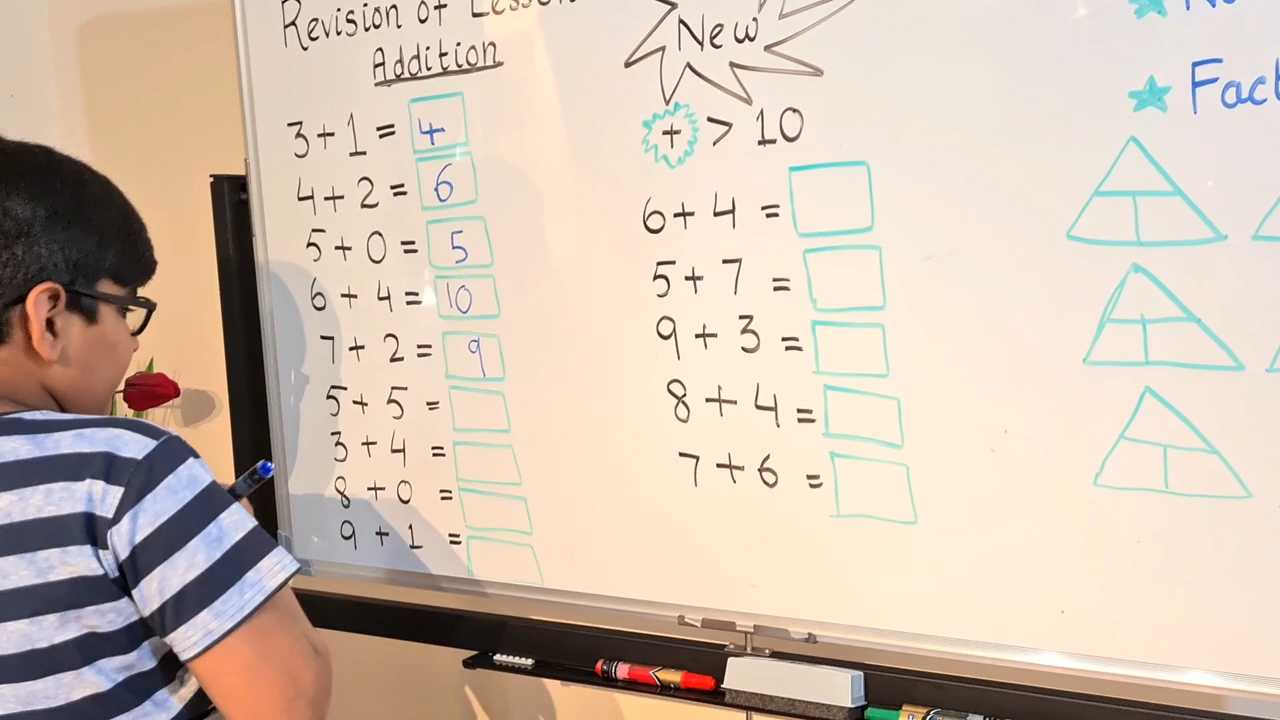 Revision of Lesson
Addition
3 + 1 = 4
4 + 2 = 6
5 + 0 = 5
6 + 4 = 10
7 + 2 = 9
5 + 5 =
3 + 4 =
8 + 0 =
9 + 1 =
New
+ > 10
6 + 4 =
5 + 7 =
9 + 3 =
8 + 4 =
7 + 6 =